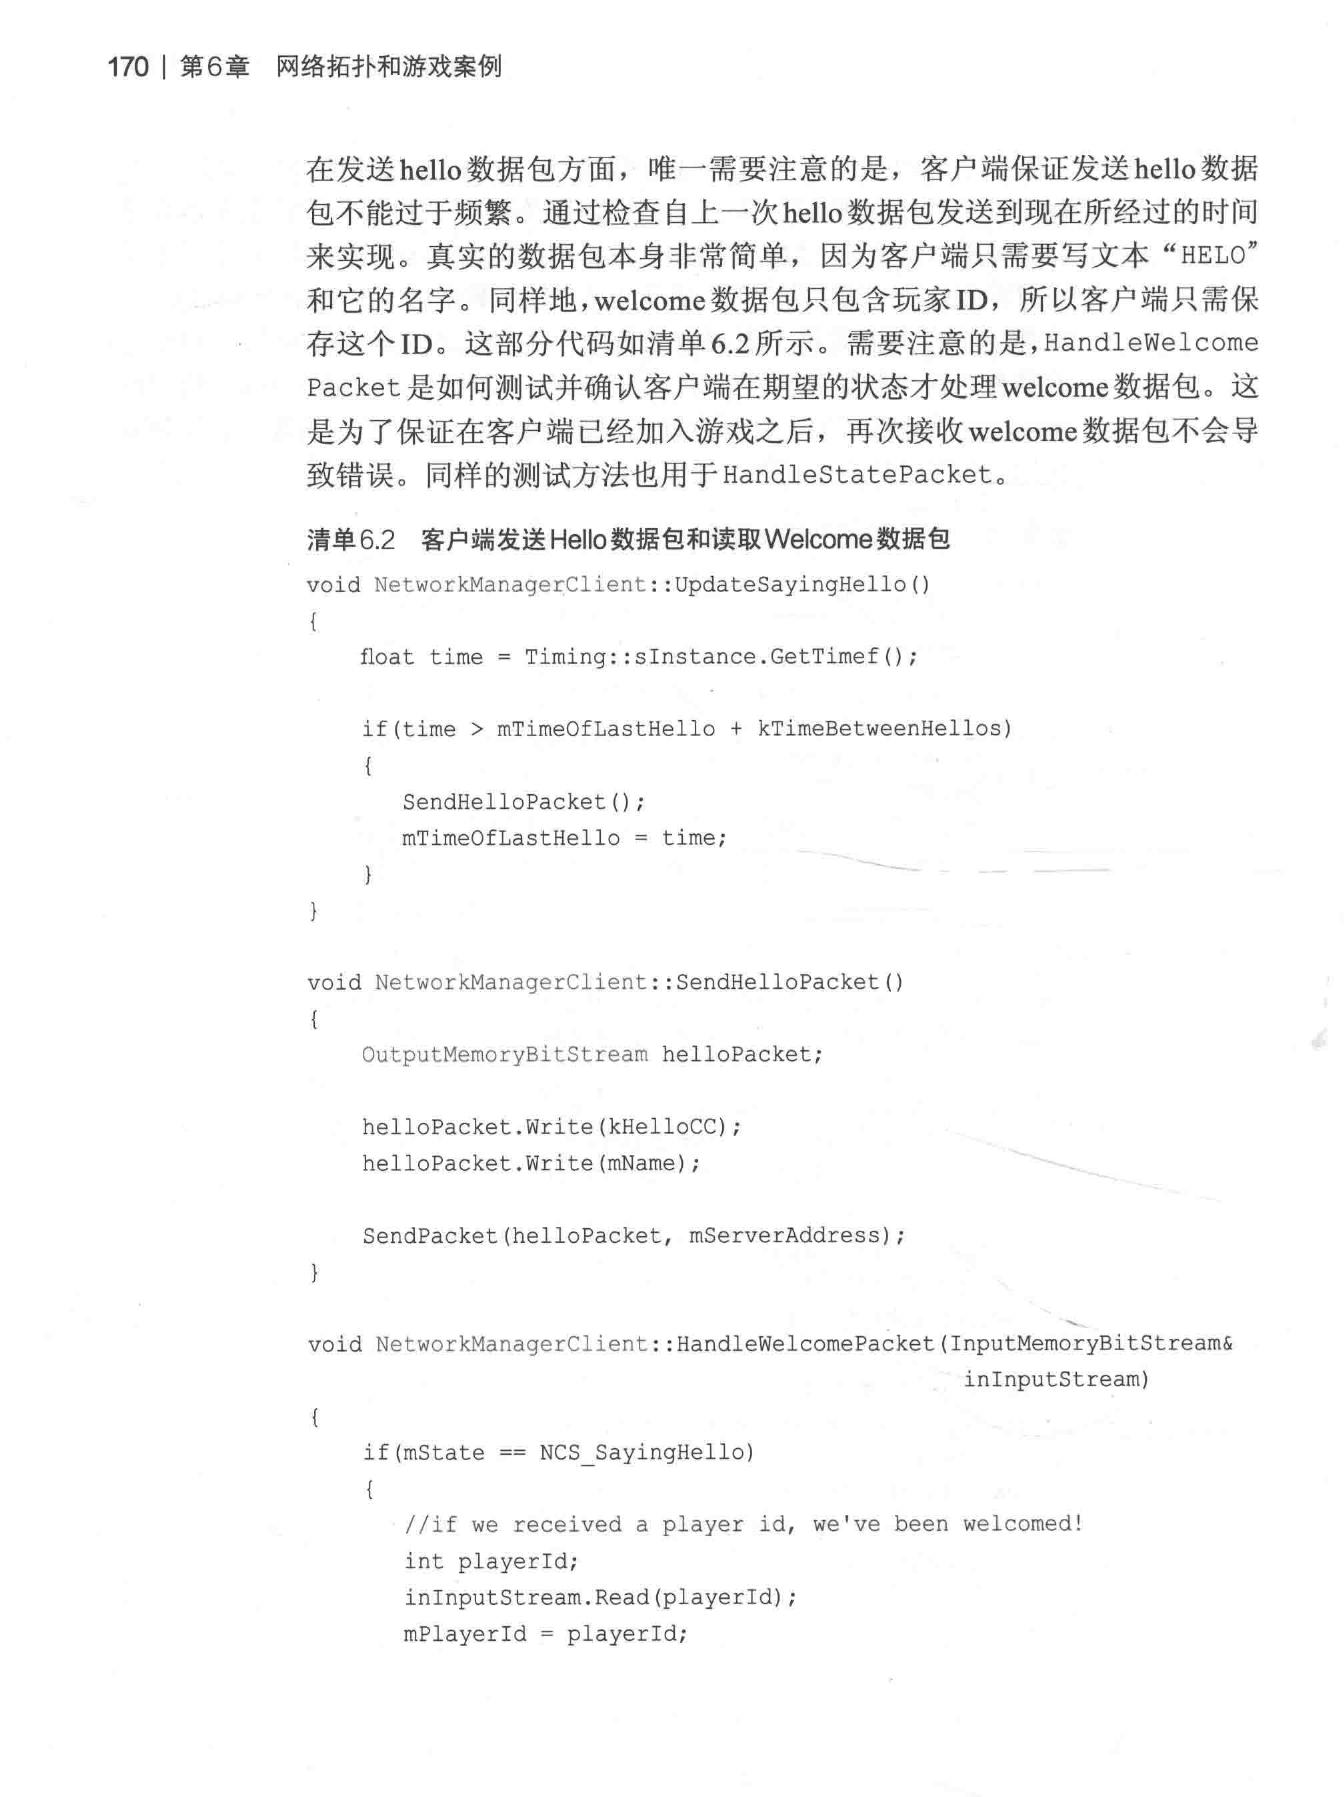 170 | 第6章 网络拓扑和游戏案例
在发送hello数据包方面，唯一需要注意的是，客户端保证发送hello数据
包不能过于频繁。通过检查自上一次hello数据包发送到现在所经过的时间
来实现。真实的数据包本身非常简单，因为客户端只需要写文本“HELO”
和它的名字。同样地，welcome数据包只包含玩家ID，所以客户端只需保
存这个ID。这部分代码如清单6.2所示。需要注意的是，HandleWelcome
Packet是如何测试并确认客户端在期望的状态才处理welcome数据包。这
是为了保证在客户端已经加入游戏之后，再次接收welcome数据包不会导
致错误。同样的测试方法也用于HandleStatePacket。
清单6.2 客户端发送Hello数据包和读取Welcome数据包
void NetworkManagerClient::UpdateSayingHello()
{
    float time = Timing::sInstance.GetTimef();
    if(time > mTimeOfLastHello + kTimeBetweenHellos)
    {
       SendHelloPacket();
       mTimeOfLastHello = time;
    }
}
void NetworkManagerClient::SendHelloPacket()
{
    OutputMemoryBitStream helloPacket;
    helloPacket.Write(kHelloCC);
    helloPacket.Write(mName);
    SendPacket(helloPacket, mServerAddress);
}
void NetworkManagerClient::HandleWelcomePacket(InputMemoryBitStream&
                                                inInputStream)
{
    if(mState == NCS_SayingHello)
    {
       //if we received a player id, we've been welcomed!
       int playerId;
       inInputStream.Read(playerId);
       mPlayerId = playerId;